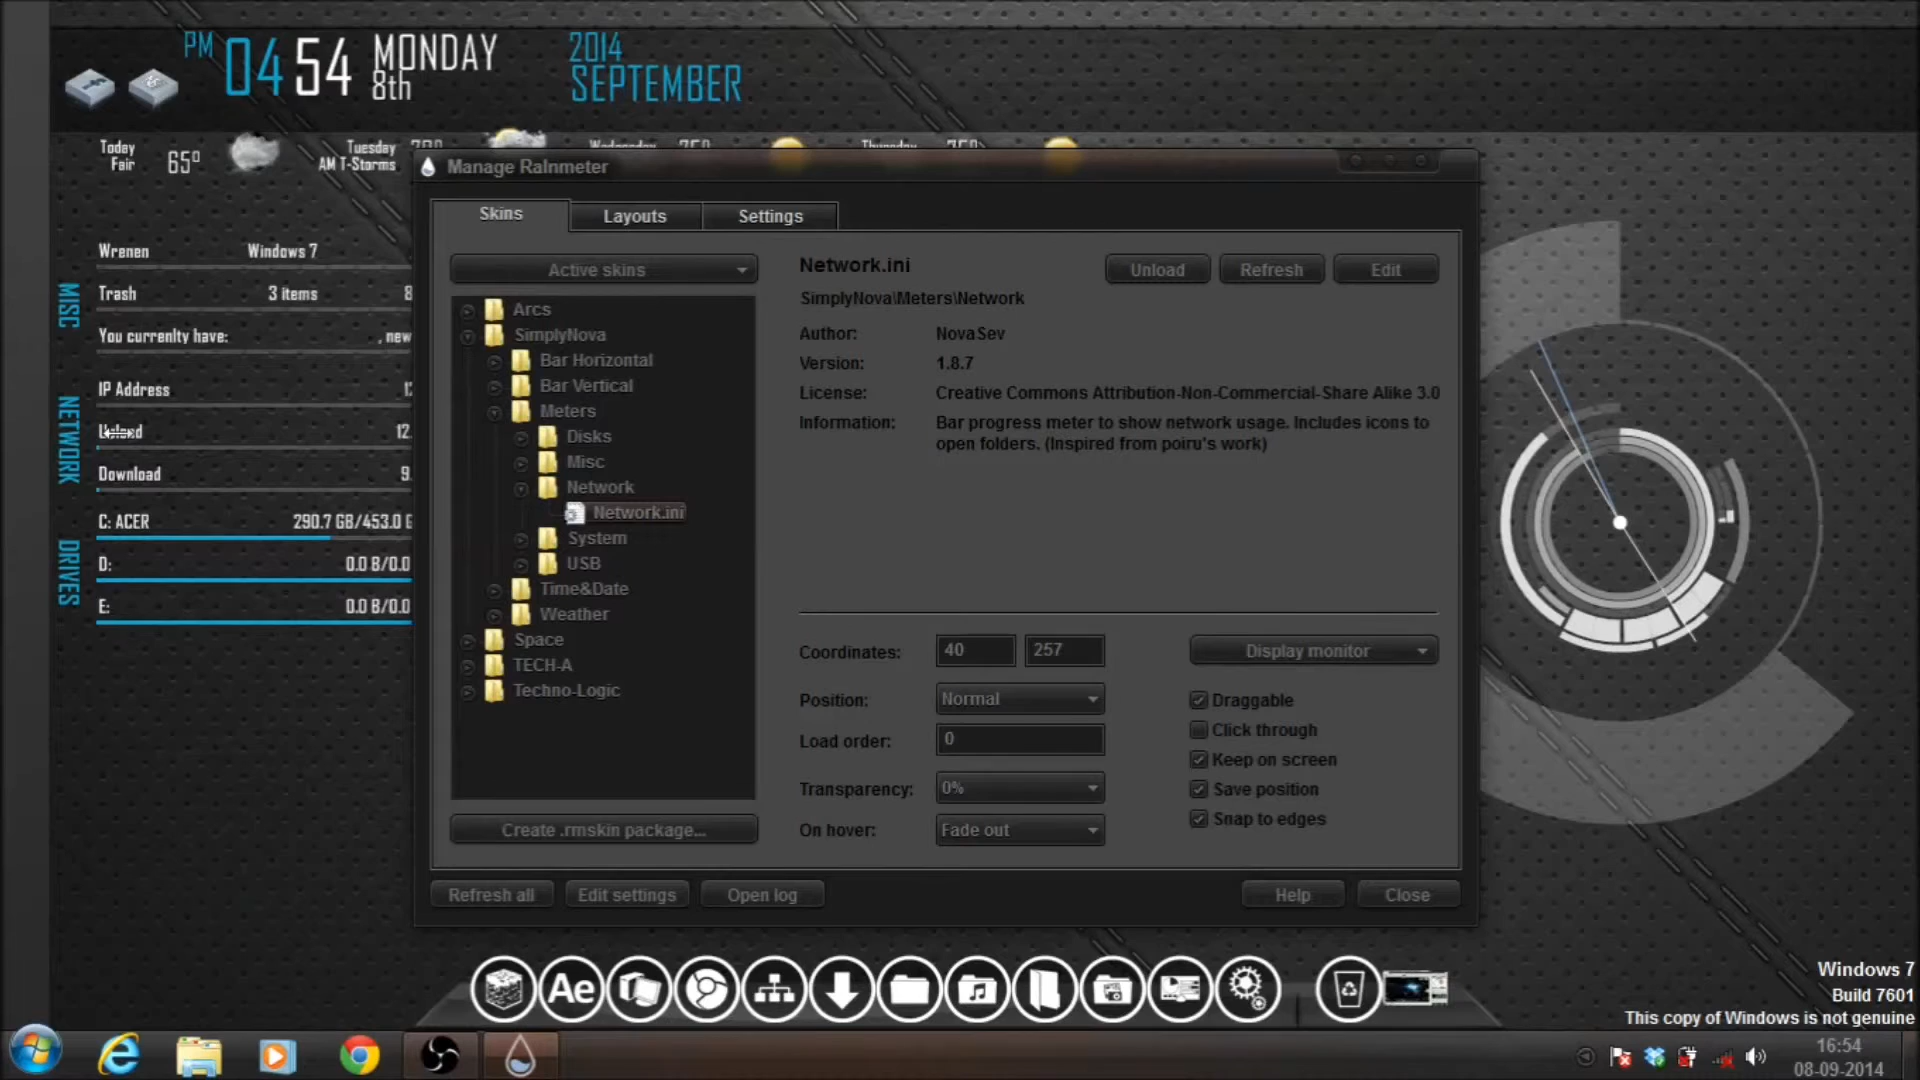 PM 04 54 MONDAY 8th
2014 SEPTEMBER
Today Fair 65°
Tuesday AM T-Storms
Thursday
MISC
Wrenen Windows 7
Trash 3 items 8
You currenlty have: , new
NETWORK
IP Address
Upload 12.
Download 9.
DRIVES
C: ACER 290.7 GB/453.0 G
D: 0.0 B/0.0
E: 0.0 B/0.0
Manage RaInmeter
Skins Layouts Settings
Active skins
Arcs
SimplyNova
Bar Horizontal
Bar Vertical
Meters
Disks
Misc
Network
Network.ini
System
USB
Time&Date
Weather
Space
TECH-A
Techno-Logic
Create .rmskin package...
Network.ini
Unload Refresh Edit
SimplyNova\Meters\Network
Author: NovaSev
Version: 1.8.7
License: Creative Commons Attribution-Non-Commercial-Share Alike 3.0
Information: Bar progress meter to show network usage. Includes icons to
open folders. (Inspired from poiru's work)
Coordinates: 40 257
Display monitor
Position: Normal
Load order: 0
Transparency: 0%
On hover: Fade out
Draggable
Click through
Keep on screen
Save position
Snap to edges
Refresh all Edit settings Open log Help Close
Ae
Windows 7
Build 7601
This copy of Windows is not genuine
16:54
08-09-2014